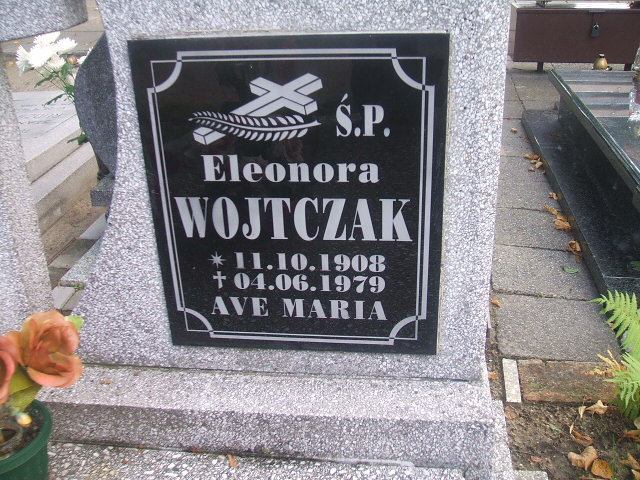 Ś.P.
Eleonora
WOJTCZAK
* 11.10.1908
✝ 04.06.1979
AVE MARIA